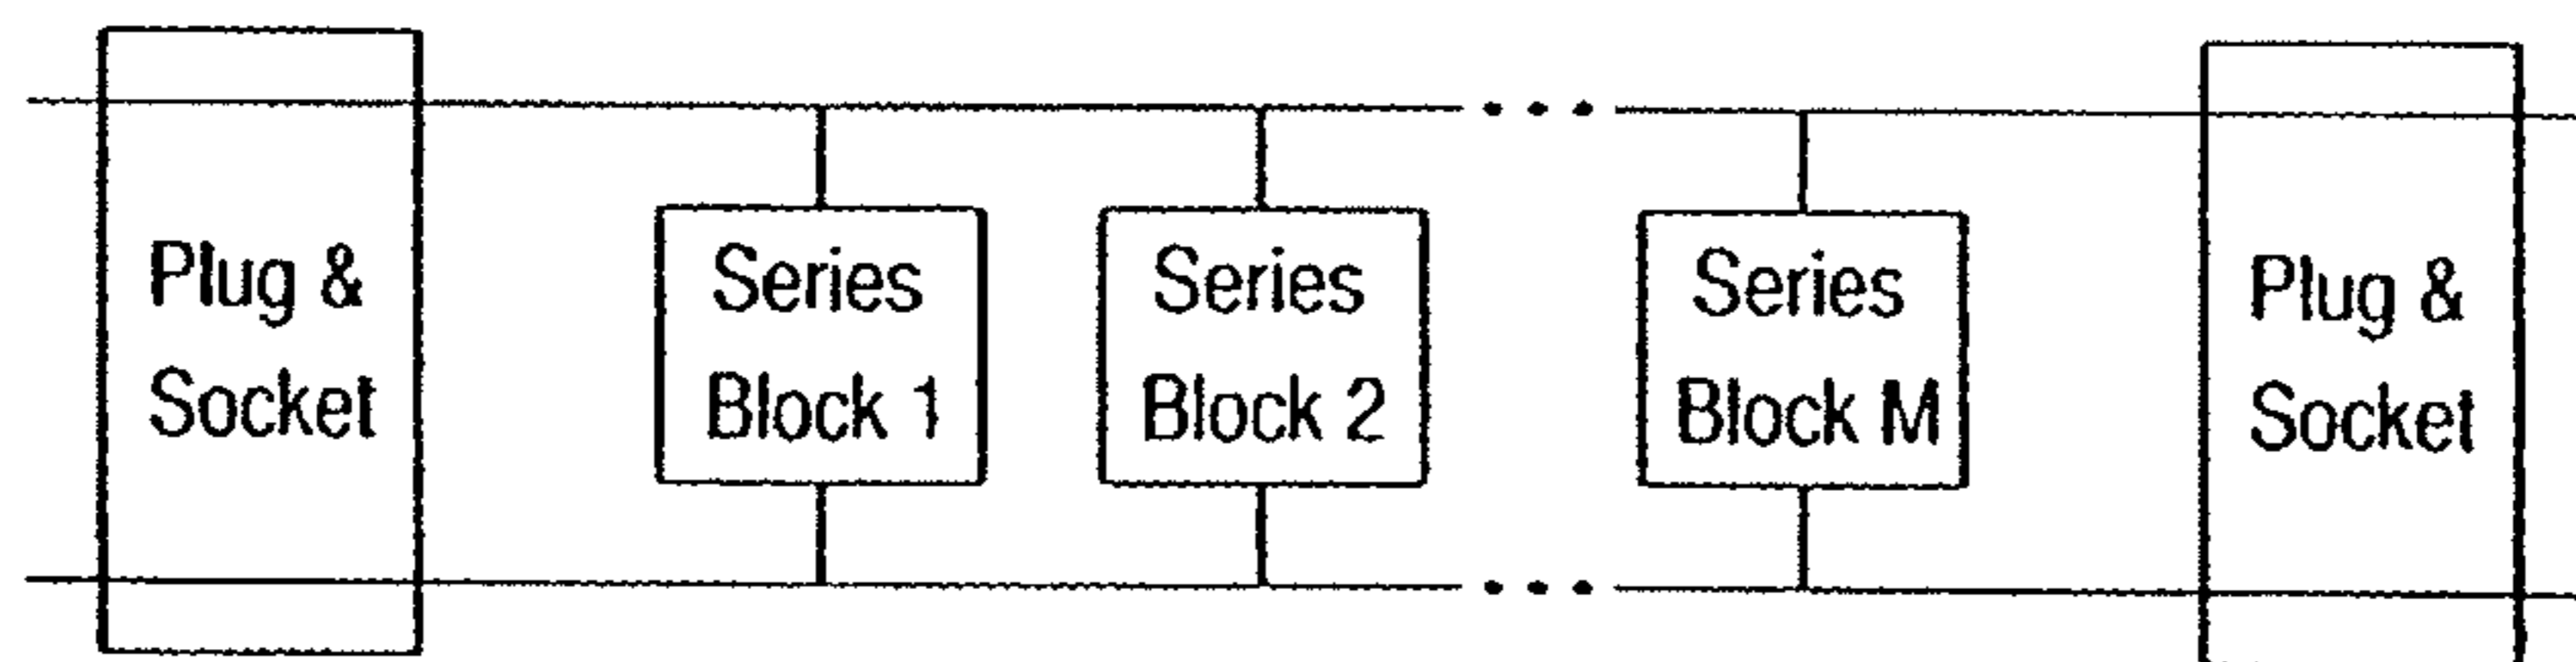 Plug &
Socket
Series
Block 1
Series
Block 2
Series
Block M
Plug &
Socket